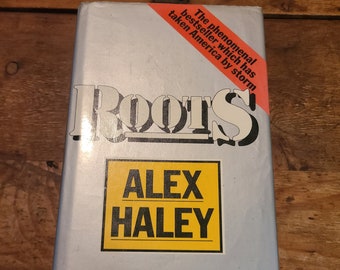 The phenomenal
bestseller which has
taken America by storm
ROOTS
ALEX
HALEY